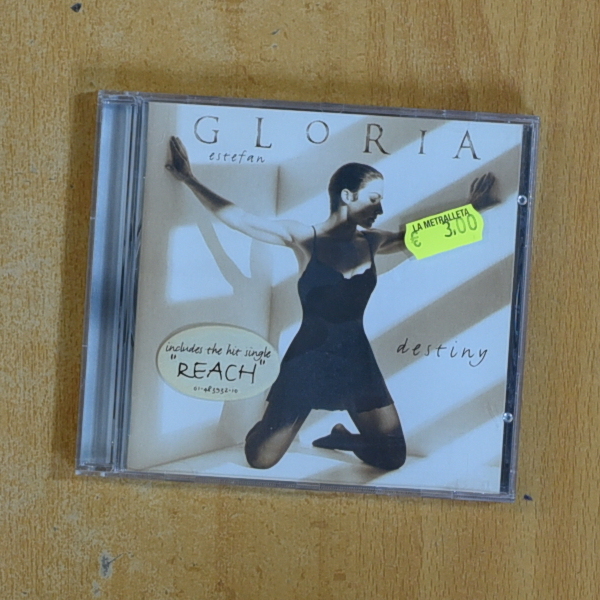 GLORIA
estefan
LA METRALLETA
€ 3,00
destiny
includes the hit single
"REACH"